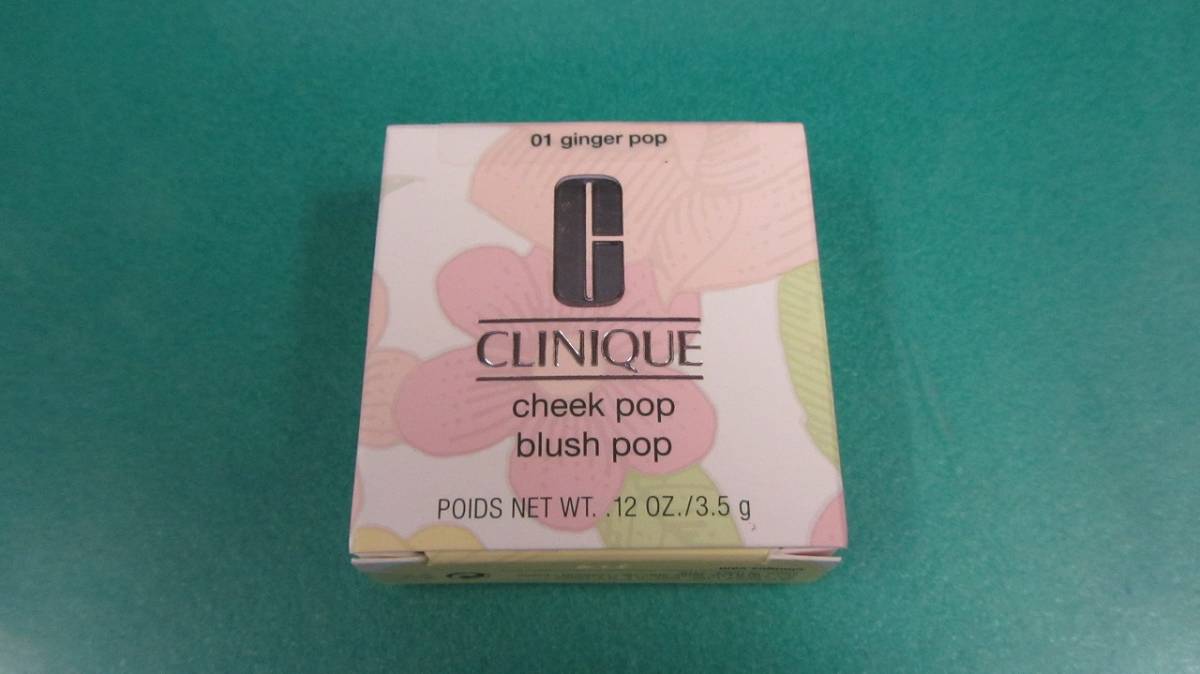 01 ginger pop
C
CLINIQUE
cheek pop
blush pop
POIDS NET WT. .12 OZ./3.5 g